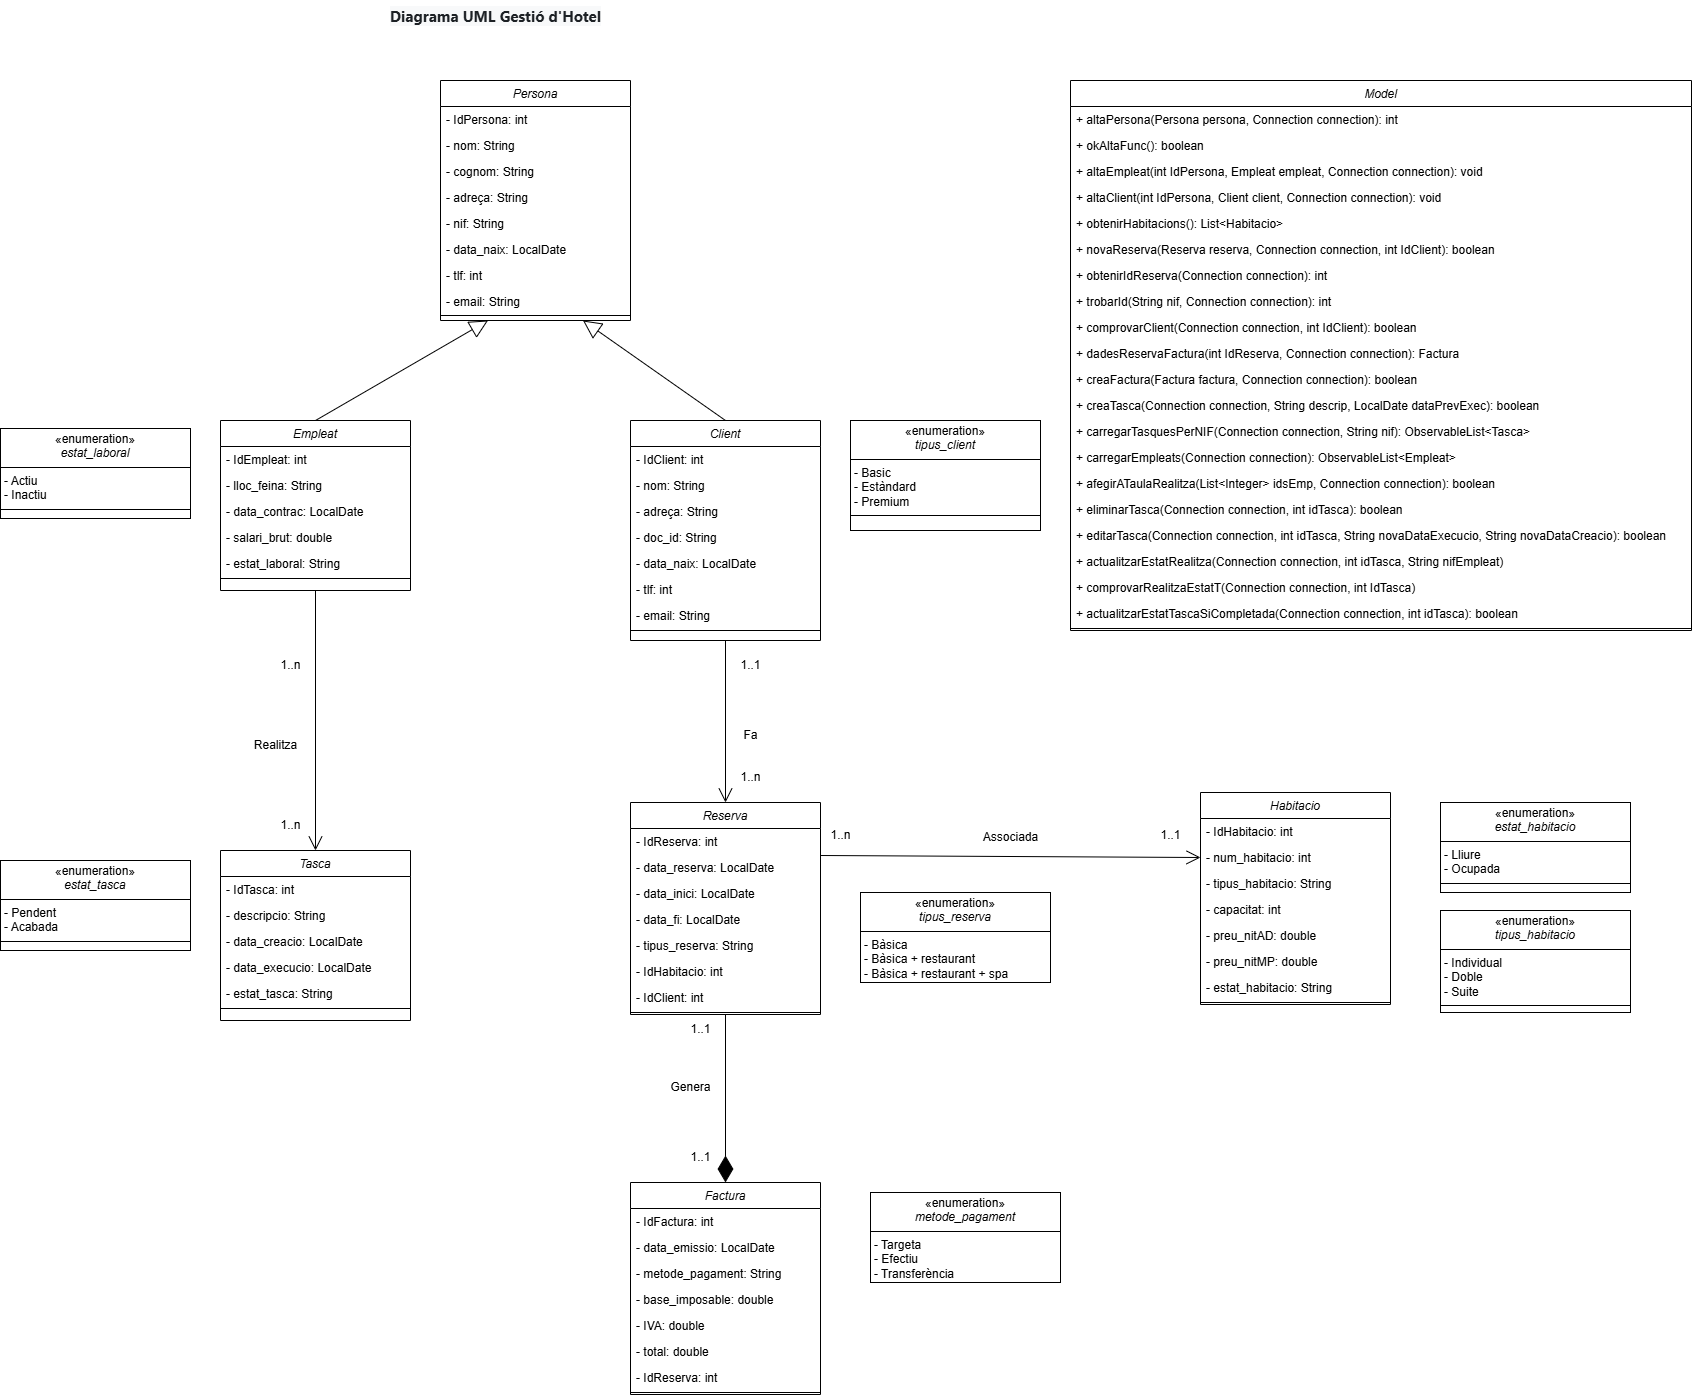 Diagrama UML Gestió d'Hotel
Persona
- IdPersona: int
- nom: String
- cognom: String
- adreça: String
- nif: String
- data_naix: LocalDate
- tlf: int
- email: String
Model
+ altaPersona(Persona persona, Connection connection): int
+ okAltaFunc(): boolean
+ altaEmpleat(int IdPersona, Empleat empleat, Connection connection): void
+ altaClient(int IdPersona, Client client, Connection connection): void
+ obtenirHabitacions(): List<Habitacio>
+ novaReserva(Reserva reserva, Connection connection, int IdClient): boolean
+ obtenirIdReserva(Connection connection): int
+ trobarId(String nif, Connection connection): int
+ comprovarClient(Connection connection, int IdClient): boolean
+ dadesReservaFactura(int IdReserva, Connection connection): Factura
+ creaFactura(Factura factura, Connection connection): boolean
+ creaTasca(Connection connection, String descrip, LocalDate dataPrevExec): boolean
+ carregarTasquesPerNIF(Connection connection, String nif): ObservableList<Tasca>
+ carregarEmpleats(Connection connection): ObservableList<Empleat>
+ afegirATaulaRealitza(List<Integer> idsEmp, Connection connection): boolean
+ eliminarTasca(Connection connection, int idTasca): boolean
+ editarTasca(Connection connection, int idTasca, String novaDataExecucio, String novaDataCreacio): boolean
+ actualitzarEstatRealitza(Connection connection, int idTasca, String nifEmpleat)
+ comprovarRealitzaEstatT(Connection connection, int IdTasca)
+ actualitzarEstatTascaSiCompletada(Connection connection, int idTasca): boolean
«enumeration»
estat_laboral
- Actiu
- Inactiu
Empleat
- IdEmpleat: int
- lloc_feina: String
- data_contrac: LocalDate
- salari_brut: double
- estat_laboral: String
Client
- IdClient: int
- nom: String
- adreça: String
- doc_id: String
- data_naix: LocalDate
- tlf: int
- email: String
«enumeration»
tipus_client
- Basic
- Estàndard
- Premium
1..n
Realitza
1..n
1..1
Fa
1..n
«enumeration»
estat_tasca
- Pendent
- Acabada
Tasca
- IdTasca: int
- descripcio: String
- data_creacio: LocalDate
- data_execucio: LocalDate
- estat_tasca: String
Reserva
- IdReserva: int
- data_reserva: LocalDate
- data_inici: LocalDate
- data_fi: LocalDate
- tipus_reserva: String
- IdHabitacio: int
- IdClient: int
1..n
Associada
1..1
«enumeration»
tipus_reserva
- Bàsica
- Bàsica + restaurant
- Bàsica + restaurant + spa
Habitacio
- IdHabitacio: int
- num_habitacio: int
- tipus_habitacio: String
- capacitat: int
- preu_nitAD: double
- preu_nitMP: double
- estat_habitacio: String
«enumeration»
estat_habitacio
- Lliure
- Ocupada
«enumeration»
tipus_habitacio
- Individual
- Doble
- Suite
1..1
Genera
1..1
Factura
- IdFactura: int
- data_emissio: LocalDate
- metode_pagament: String
- base_imposable: double
- IVA: double
- total: double
- IdReserva: int
«enumeration»
metode_pagament
- Targeta
- Efectiu
- Transferència